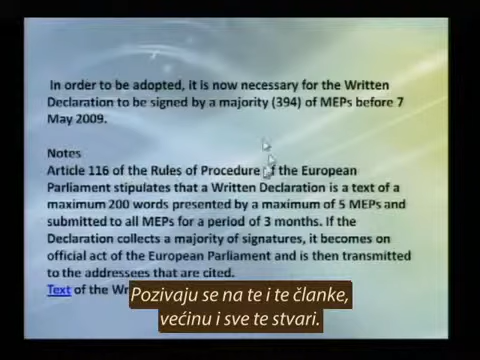 In order to be adopted, it is now necessary for the Written
Declaration to be signed by a majority (394) of MEPs before 7
May 2009.
Notes
Article 116 of the Rules of Procedure of the European
Parliament stipulates that a Written Declaration is a text of a
maximum 200 words presented by a maximum of 5 MEPs and
submitted to all MEPs for a period of 3 months. If the
Declaration collects a majority of signatures, it becomes on
official act of the European Parliament and is then transmitted
to the addressees that are cited.
Text of the
Pozivaju se na te i te članke,
većinu i sve te stvari.